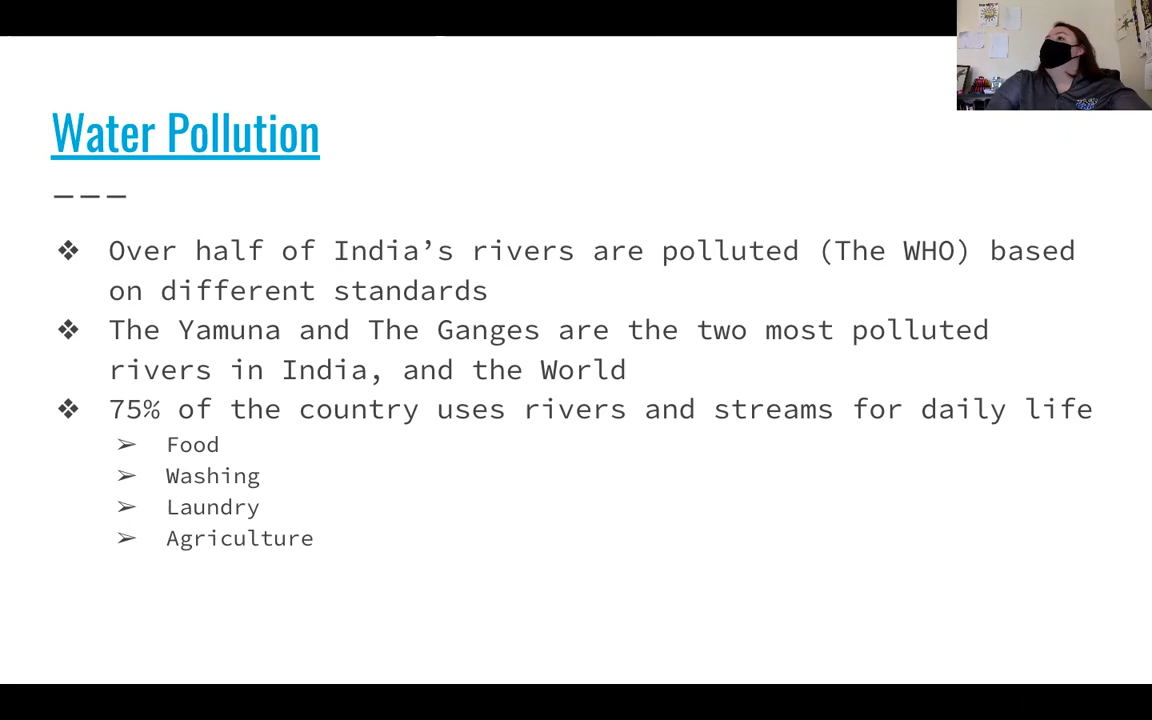 Water Pollution
❖ Over half of India’s rivers are polluted (The WHO) based
on different standards
❖ The Yamuna and The Ganges are the two most polluted
rivers in India, and the World
❖ 75% of the country uses rivers and streams for daily life
➢ Food
➢ Washing
➢ Laundry
➢ Agriculture